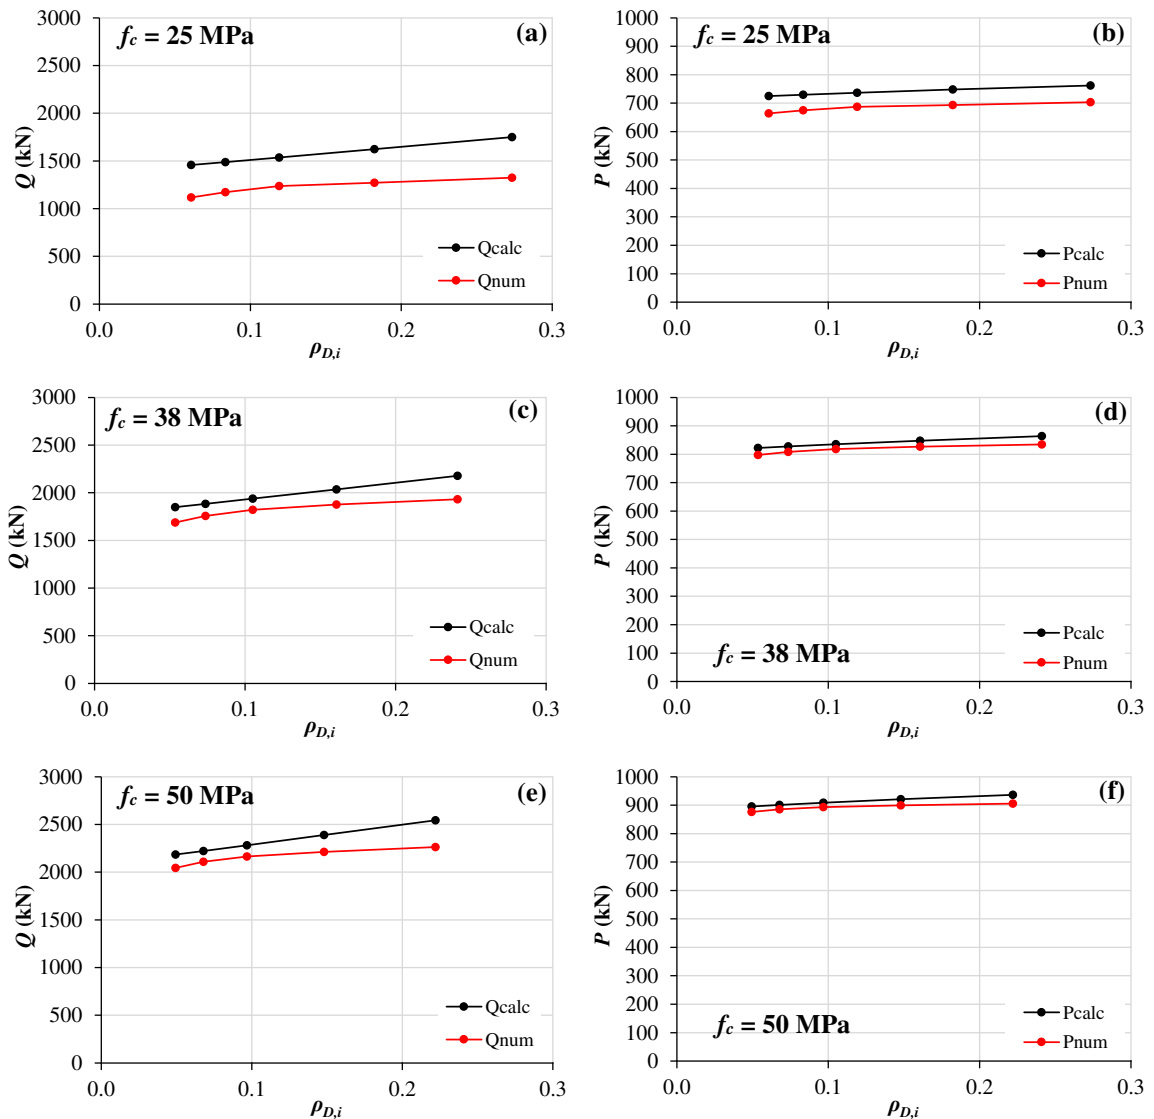 f_c = 25 MPa
(a)
3000
2500
2000
1500
1000
500
0
Q (kN)
Qcalc
Qnum
0.0 0.1 0.2 0.3
ρ_D,i
f_c = 25 MPa
(b)
1000
900
800
700
600
500
400
300
200
100
0
P (kN)
Pcalc
Pnum
0.0 0.1 0.2 0.3
ρ_D,i
f_c = 38 MPa
(c)
3000
2500
2000
1500
1000
500
0
Q (kN)
Qcalc
Qnum
0.0 0.1 0.2 0.3
ρ_D,i
(d)
1000
900
800
700
600
500
400
300
200
100
0
P (kN)
f_c = 38 MPa
Pcalc
Pnum
0.0 0.1 0.2 0.3
ρ_D,i
f_c = 50 MPa
(e)
3000
2500
2000
1500
1000
500
0
Q (kN)
Qcalc
Qnum
0.0 0.1 0.2 0.3
ρ_D,i
(f)
1000
900
800
700
600
500
400
300
200
100
0
P (kN)
f_c = 50 MPa
Pcalc
Pnum
0.0 0.1 0.2 0.3
ρ_D,i